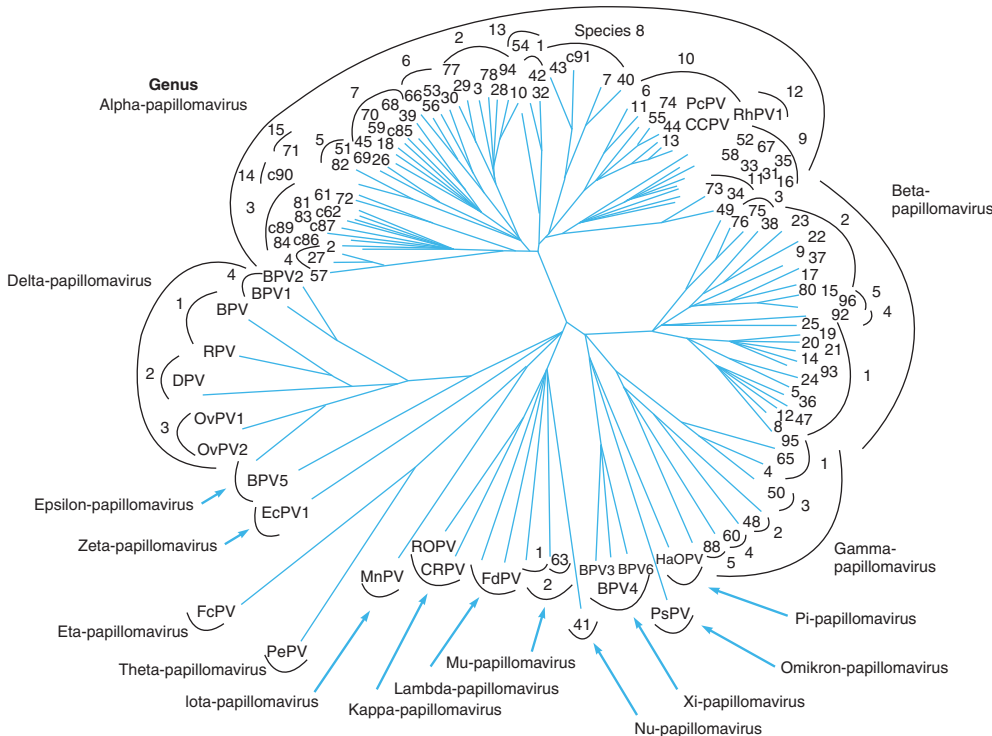 Genus
Alpha-papillomavirus
13
2
54
1
Species 8
6
77
78
94
42
43
c91
7
40
10
7
66
53
29
3
28
10
32
6
12
70
68
56
30
11
74
PcPV
RhPV1
59
39
c85
55
44
CCPV
15
5
45
18
13
52
67
9
71
51
69
26
58
33
35
82
31
14
c90
11
16
3
61
72
73
34
3
Beta-
papillomavirus
81
c62
49
75
83
c87
76
38
23
2
c89
84
c86
2
22
4
27
9
37
Delta-papillomavirus
4
BPV2
57
17
1
BPV1
80
15
96
5
BPV
92
4
25
19
RPV
20
21
2
14
93
1
DPV
24
5
36
3
OvPV1
12
47
8
OvPV2
95
65
1
BPV5
4
Epsilon-papillomavirus
50
3
EcPV1
48
2
Zeta-papillomavirus
60
4
ROPV
1
63
88
5
Gamma-
papillomavirus
MnPV
CRPV
FdPV
2
BPV3
BPV6
HaOPV
BPV4
FcPV
PsPV
Pi-papillomavirus
Eta-papillomavirus
41
PePV
Theta-papillomavirus
Mu-papillomavirus
Omikron-papillomavirus
Iota-papillomavirus
Lambda-papillomavirus
Kappa-papillomavirus
Xi-papillomavirus
Nu-papillomavirus